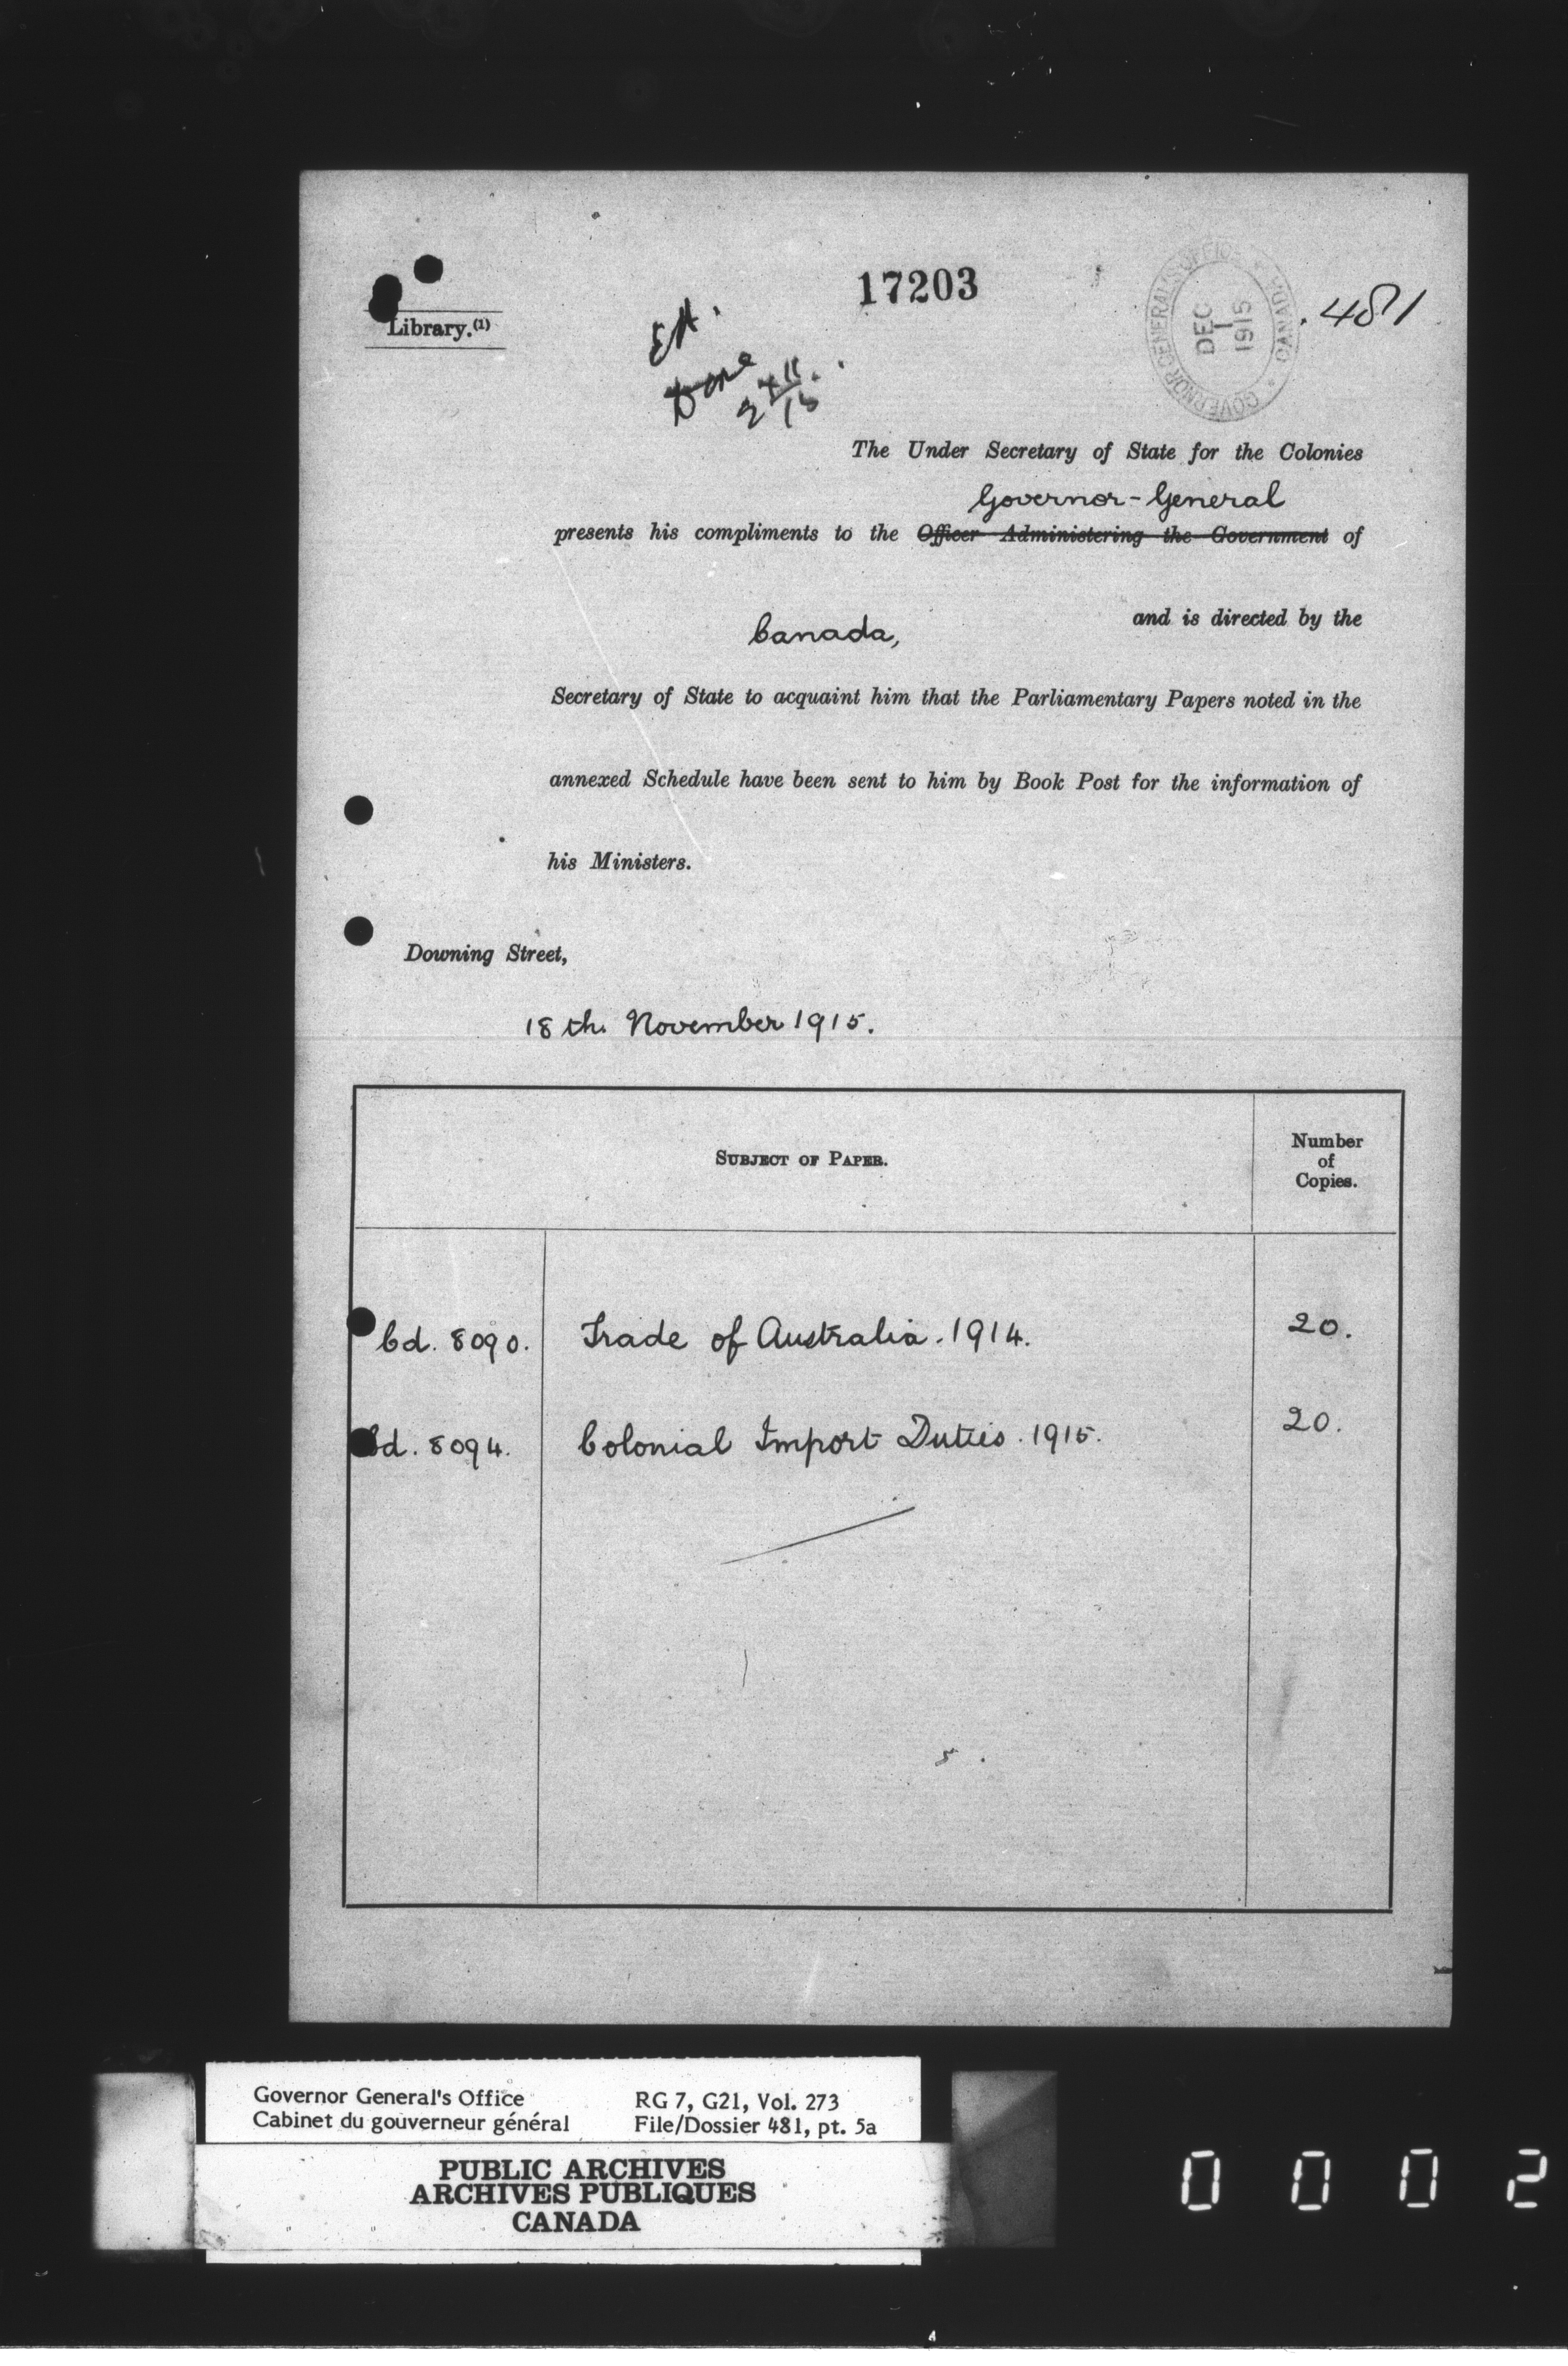 17203
Library.(1)
GOVERNOR GENERAL'S OFFICE
CANADA
DEC
1
1915
. 481
Done
2 XII.
15
The Under Secretary of State for the Colonies
Governor-General
presents his compliments to the Officer Administering the Government of
Canada,
and is directed by the
Secretary of State to acquaint him that the Parliamentary Papers noted in the
annexed Schedule have been sent to him by Book Post for the information of
his Ministers.
Downing Street,
18th. November 1915.
SUBJECT OF PAPER.
Number
of
Copies.
Cd. 8090. Trade of Australia. 1914. 20.
Cd. 8094. Colonial Import Duties. 1915. 20.
Governor General's Office RG 7, G21, Vol. 273
Cabinet du gouverneur général File/Dossier 481, pt. 5a
PUBLIC ARCHIVES
ARCHIVES PUBLIQUES
CANADA
0 0 0 2